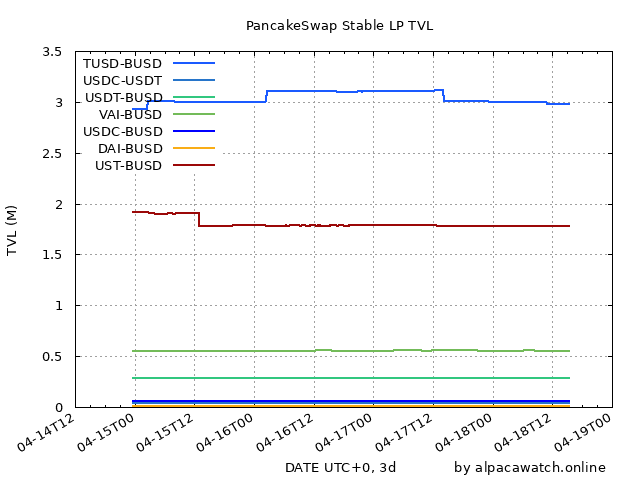 PancakeSwap Stable LP TVL
TVL (M)
3.5
3
2.5
2
1.5
1
0.5
0
TUSD-BUSD
USDC-USDT
USDT-BUSD
VAI-BUSD
USDC-BUSD
DAI-BUSD
UST-BUSD
04-14T12
04-15T00
04-15T12
04-16T00
04-16T12
04-17T00
04-17T12
04-18T00
04-18T12
04-19T00
DATE UTC+0, 3d
by alpacawatch.online